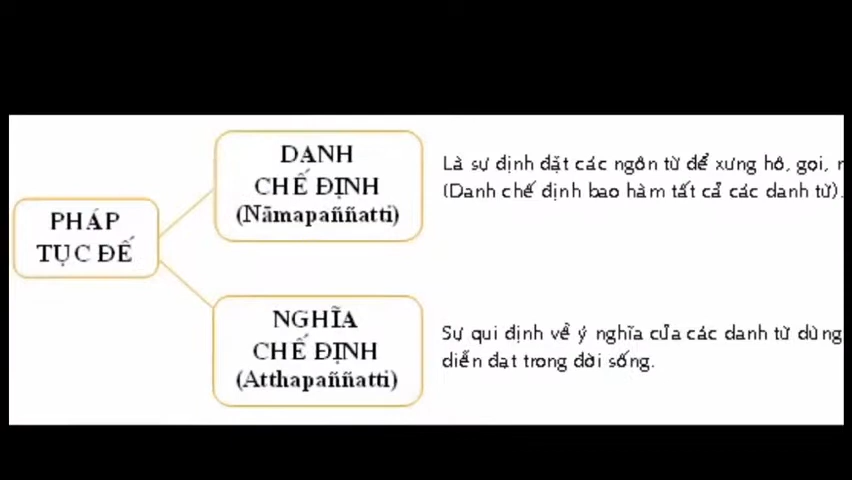 PHÁP
TỤC ĐẾ
DANH
CHẾ ĐỊNH
(Nāmapaññatti)
Là sự định đặt các ngôn từ để xưng hô, gọi,
(Danh chế định bao hàm tất cả các danh từ).
NGHĨA
CHẾ ĐỊNH
(Atthapaññatti)
Sự qui định về ý nghĩa của các danh từ dùng
diễn đạt trong đời sống.